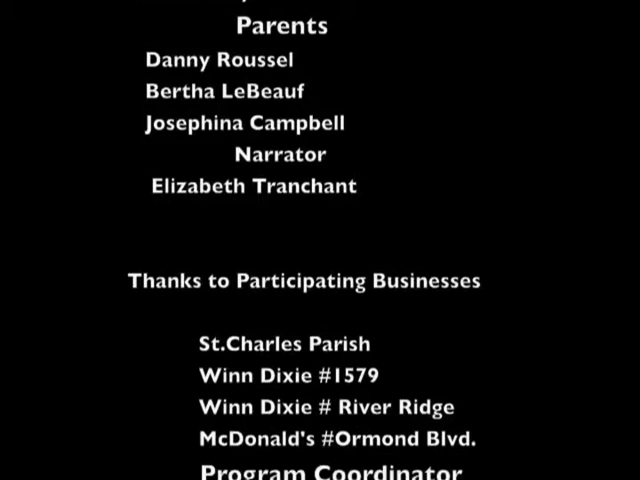 Parents
Danny Roussel
Bertha LeBeauf
Josephina Campbell
Narrator
Elizabeth Tranchant
Thanks to Participating Businesses
St.Charles Parish
Winn Dixie #1579
Winn Dixie # River Ridge
McDonald's #Ormond Blvd.
Program Coordinator